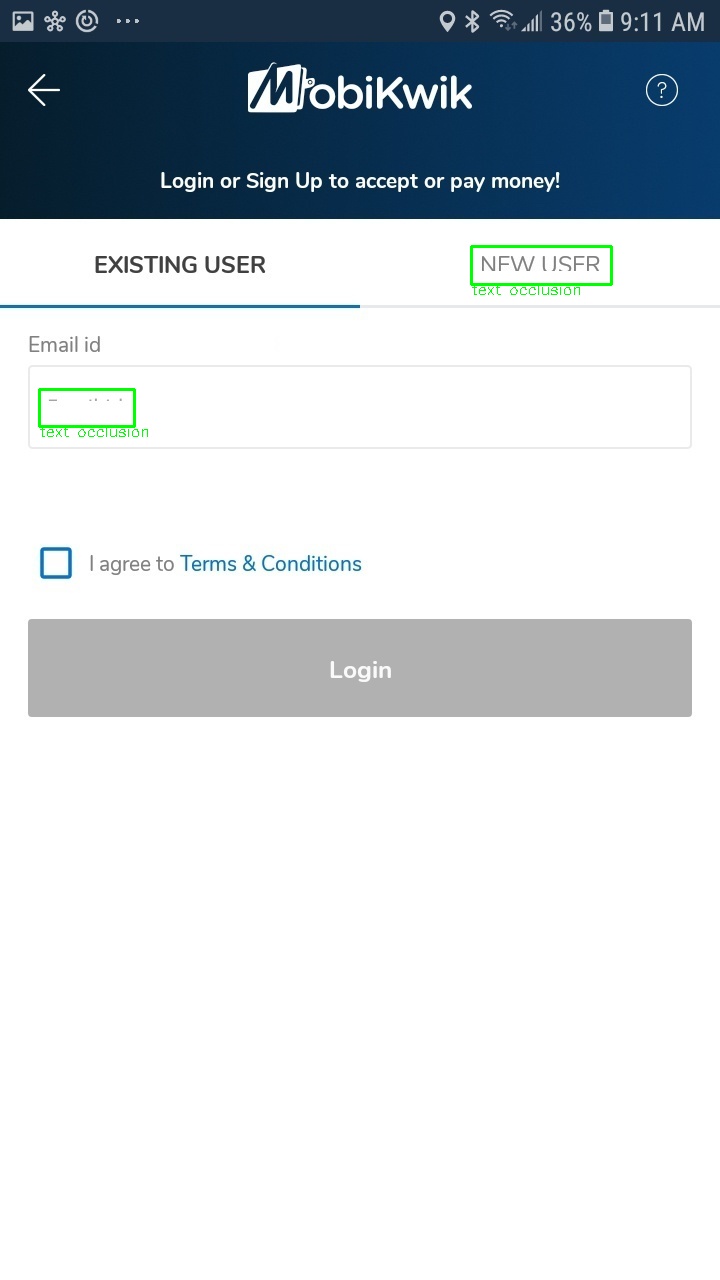 36% 9:11 AM
MobiKwik
?
Login or Sign Up to accept or pay money!
EXISTING USER
NEW USER
text occlusion
Email id
text occlusion
I agree to Terms & Conditions
Login